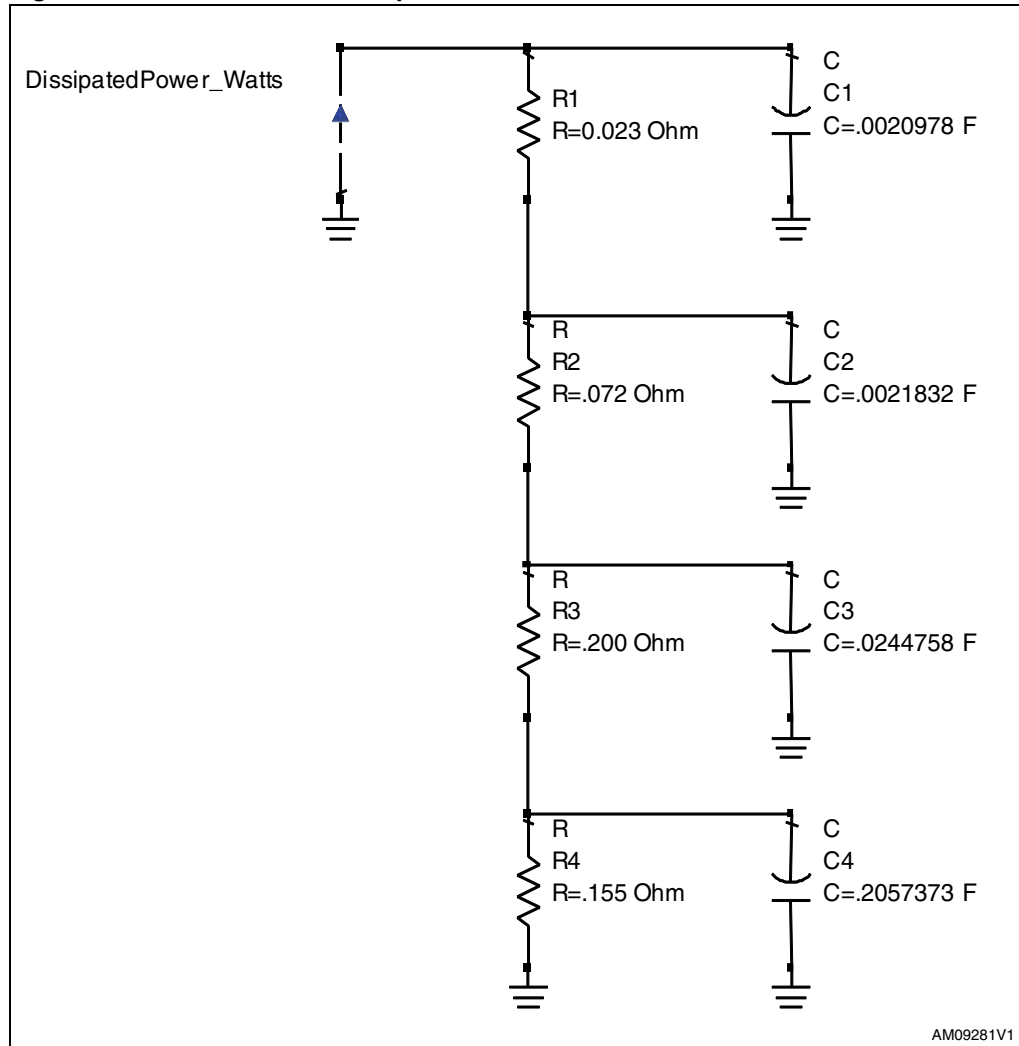 DissipatedPower_Watts
R1
R=0.023 Ohm
C
C1
C=.0020978 F
R
R2
R=.072 Ohm
C
C2
C=.0021832 F
R
R3
R=.200 Ohm
C
C3
C=.0244758 F
R
R4
R=.155 Ohm
C
C4
C=.2057373 F
AM09281V1